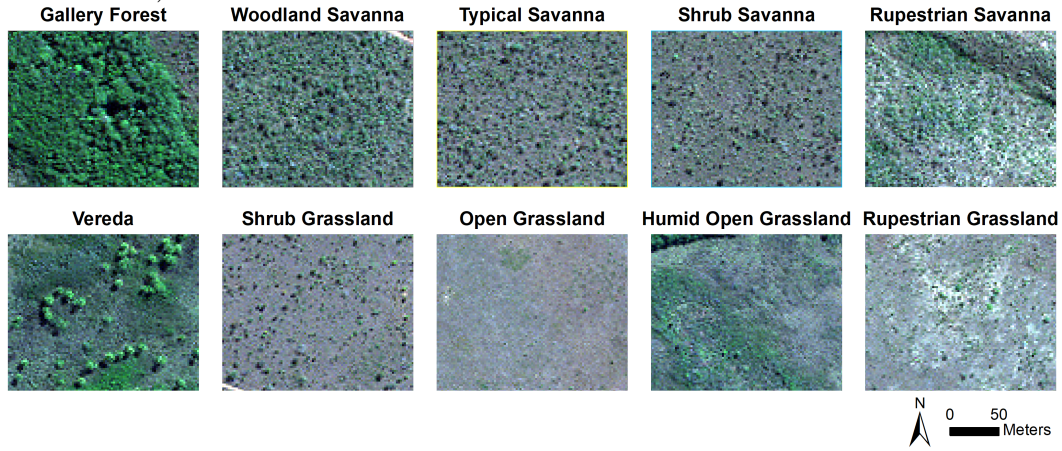 Gallery Forest
Woodland Savanna
Typical Savanna
Shrub Savanna
Rupestrian Savanna
Vereda
Shrub Grassland
Open Grassland
Humid Open Grassland
Rupestrian Grassland
N
0 50
Meters